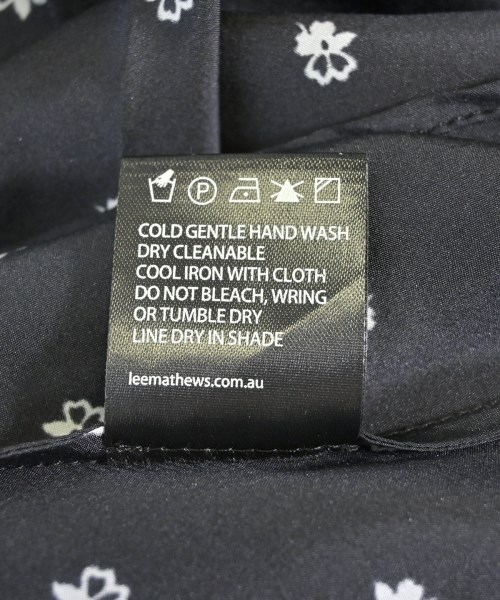 P
COLD GENTLE HAND WASH
DRY CLEANABLE
COOL IRON WITH CLOTH
DO NOT BLEACH, WRING
OR TUMBLE DRY
LINE DRY IN SHADE
leemathews.com.au